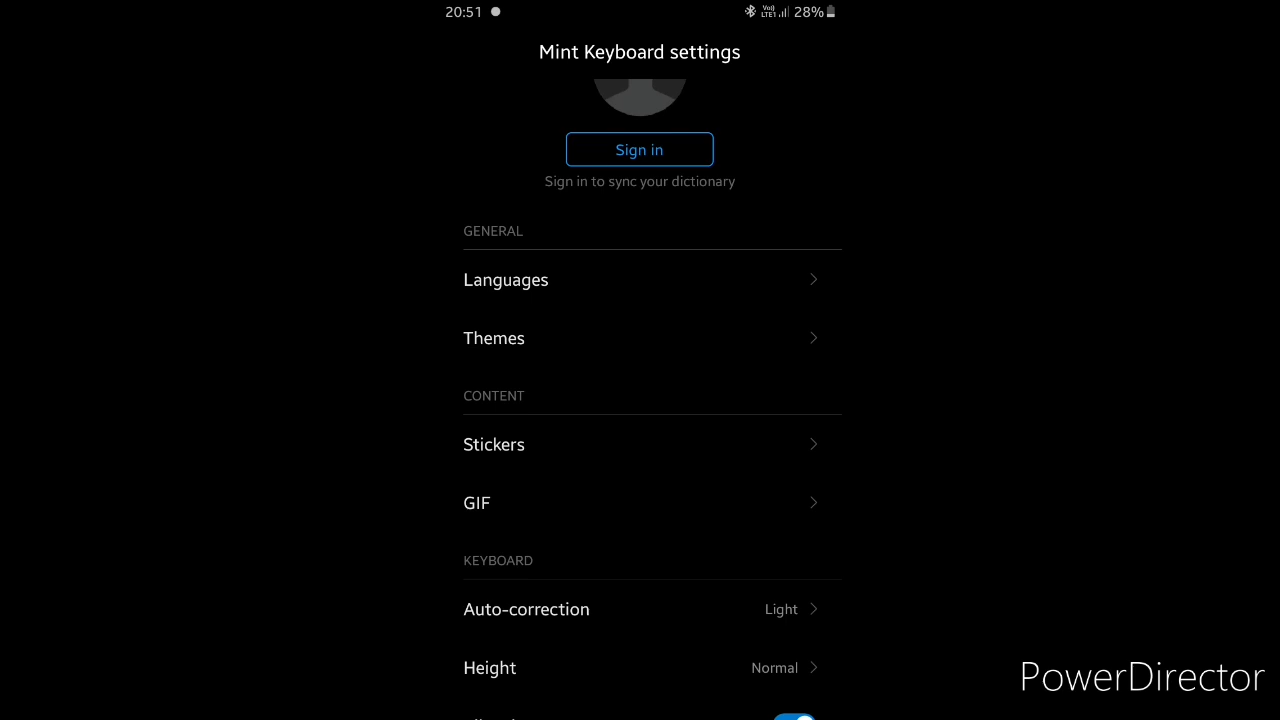 20:51 28%
Mint Keyboard settings
Sign in
Sign in to sync your dictionary
GENERAL
Languages
Themes
CONTENT
Stickers
GIF
KEYBOARD
Auto-correction Light
Height Normal
PowerDirector